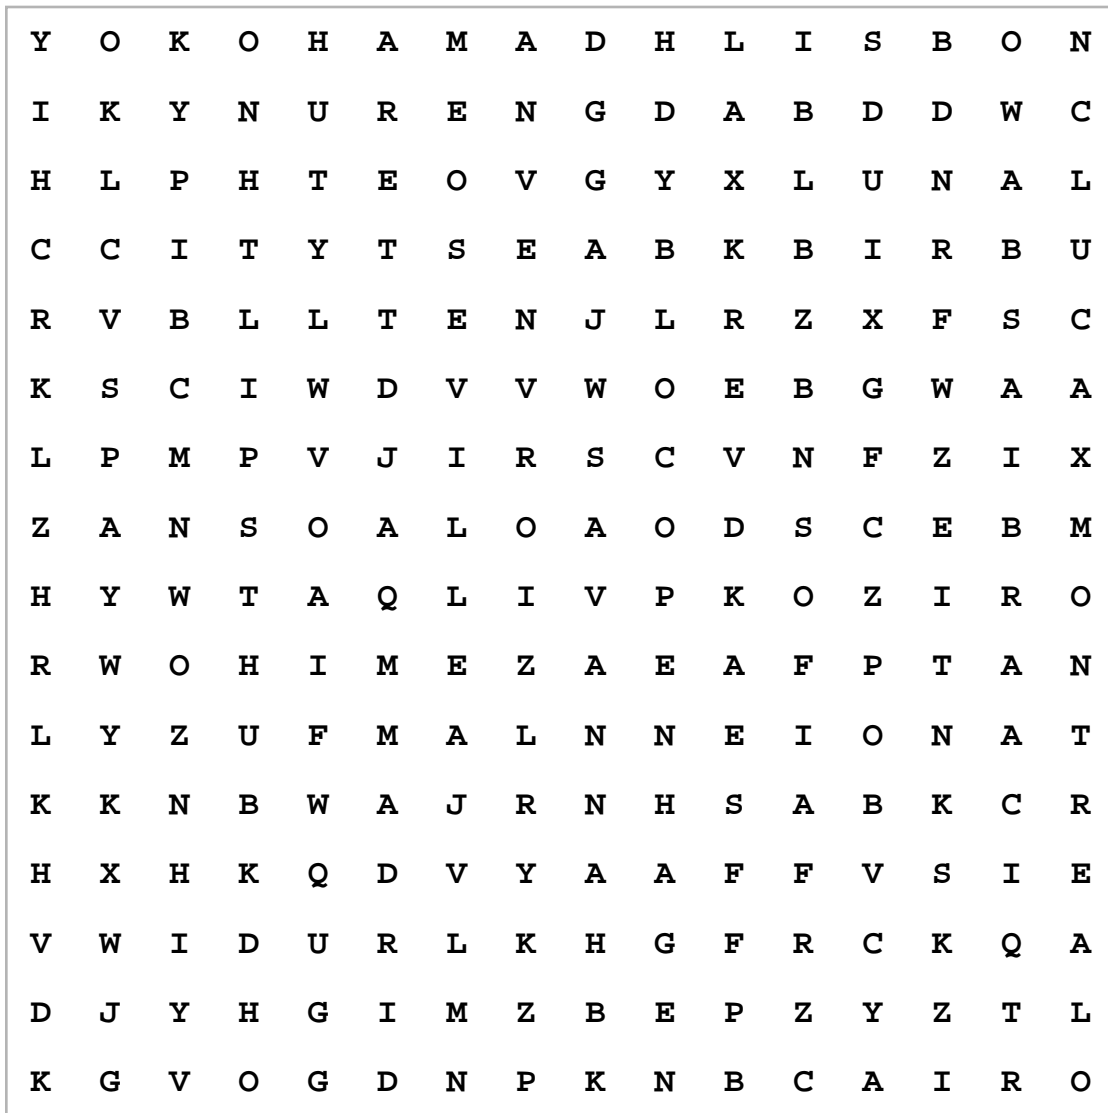 Y O K O H A M A D H L I S B O N
I K Y N U R E N G D A B D D W C
H L P H T E O V G Y X L U N A L
C C I T Y T S E A B K B I R B U
R V B L L T E N J L R Z X F S C
K S C I W D V V W O E B G W A A
L P M P V J I R S C V N F Z I X
Z A N S O A L O A O D S C E B M
H Y W T A Q L I V P K O Z I R O
R W O H I M E Z A E A F P T A N
L Y Z U F M A L N N E I O N A T
K K N B W A J R N H S A B K C R
H X H K Q D V Y A A F F V S I E
V W I D U R L K H G F R C K Q A
D J Y H G I M Z B E P Z Y Z T L
K G V O G D N P K N B C A I R O